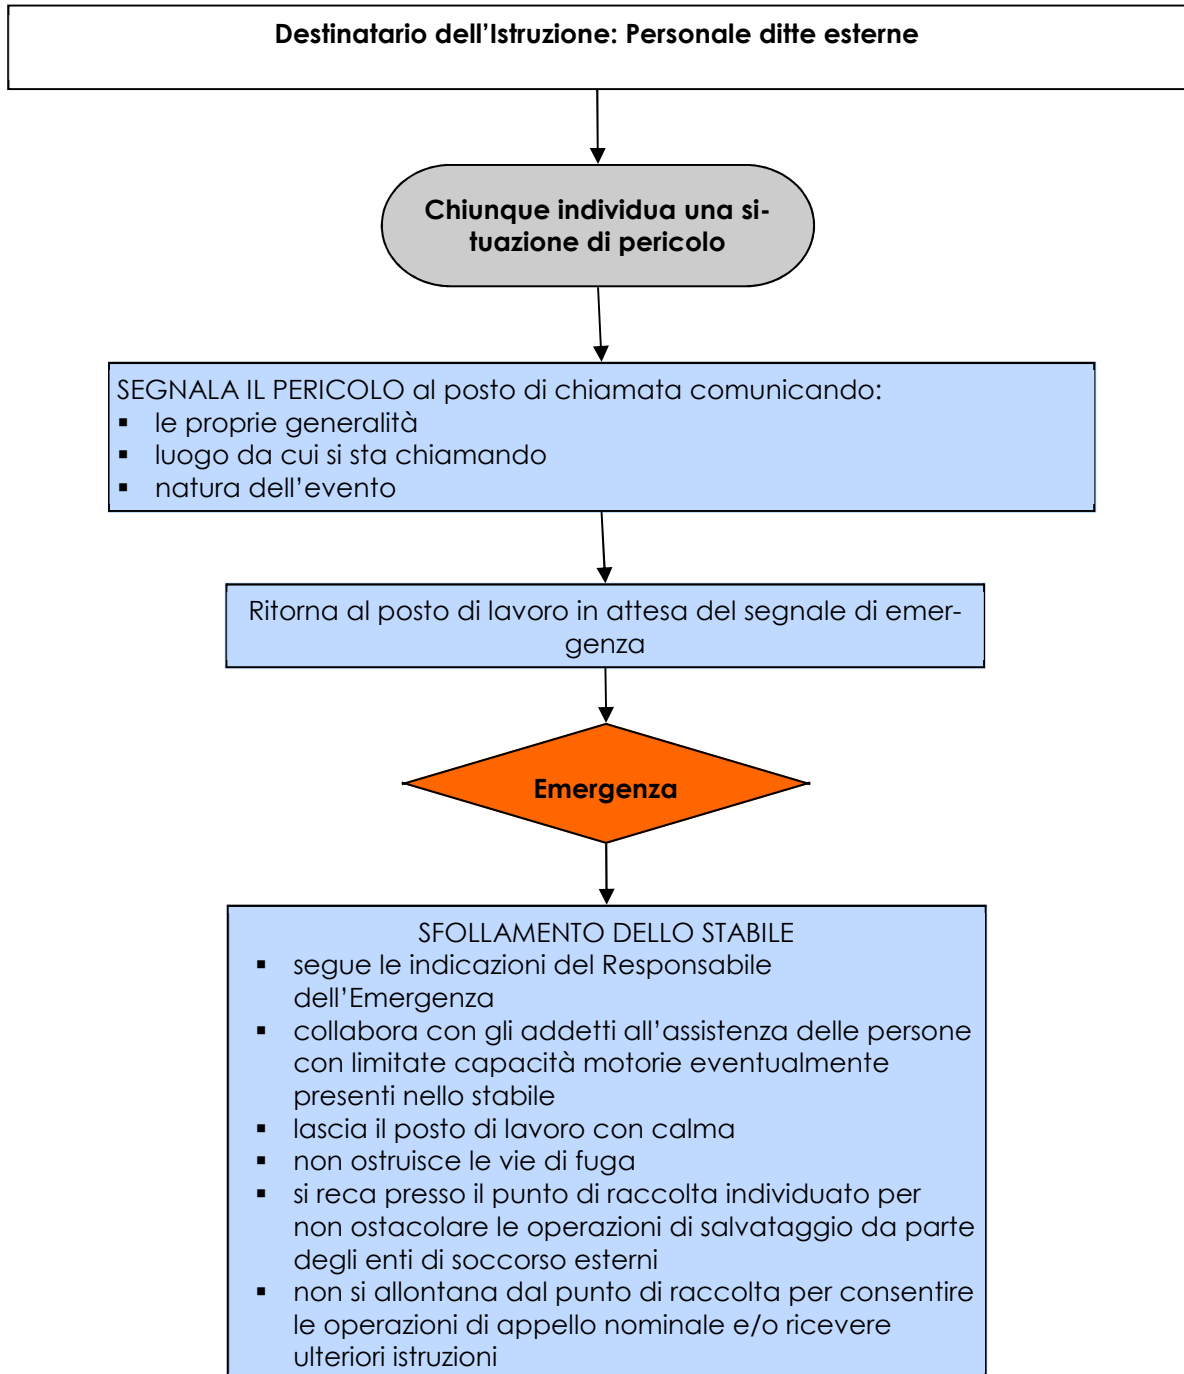 Destinatario dell’Istruzione: Personale ditte esterne
Chiunque individua una si-
tuazione di pericolo
SEGNALA IL PERICOLO al posto di chiamata comunicando:
▪ le proprie generalità
▪ luogo da cui si sta chiamando
▪ natura dell’evento
Ritorna al posto di lavoro in attesa del segnale di emer-
genza
Emergenza
SFOLLAMENTO DELLO STABILE
▪ segue le indicazioni del Responsabile
dell’Emergenza
▪ collabora con gli addetti all’assistenza delle persone
con limitate capacità motorie eventualmente
presenti nello stabile
▪ lascia il posto di lavoro con calma
▪ non ostruisce le vie di fuga
▪ si reca presso il punto di raccolta individuato per
non ostacolare le operazioni di salvataggio da parte
degli enti di soccorso esterni
▪ non si allontana dal punto di raccolta per consentire
le operazioni di appello nominale e/o ricevere
ulteriori istruzioni